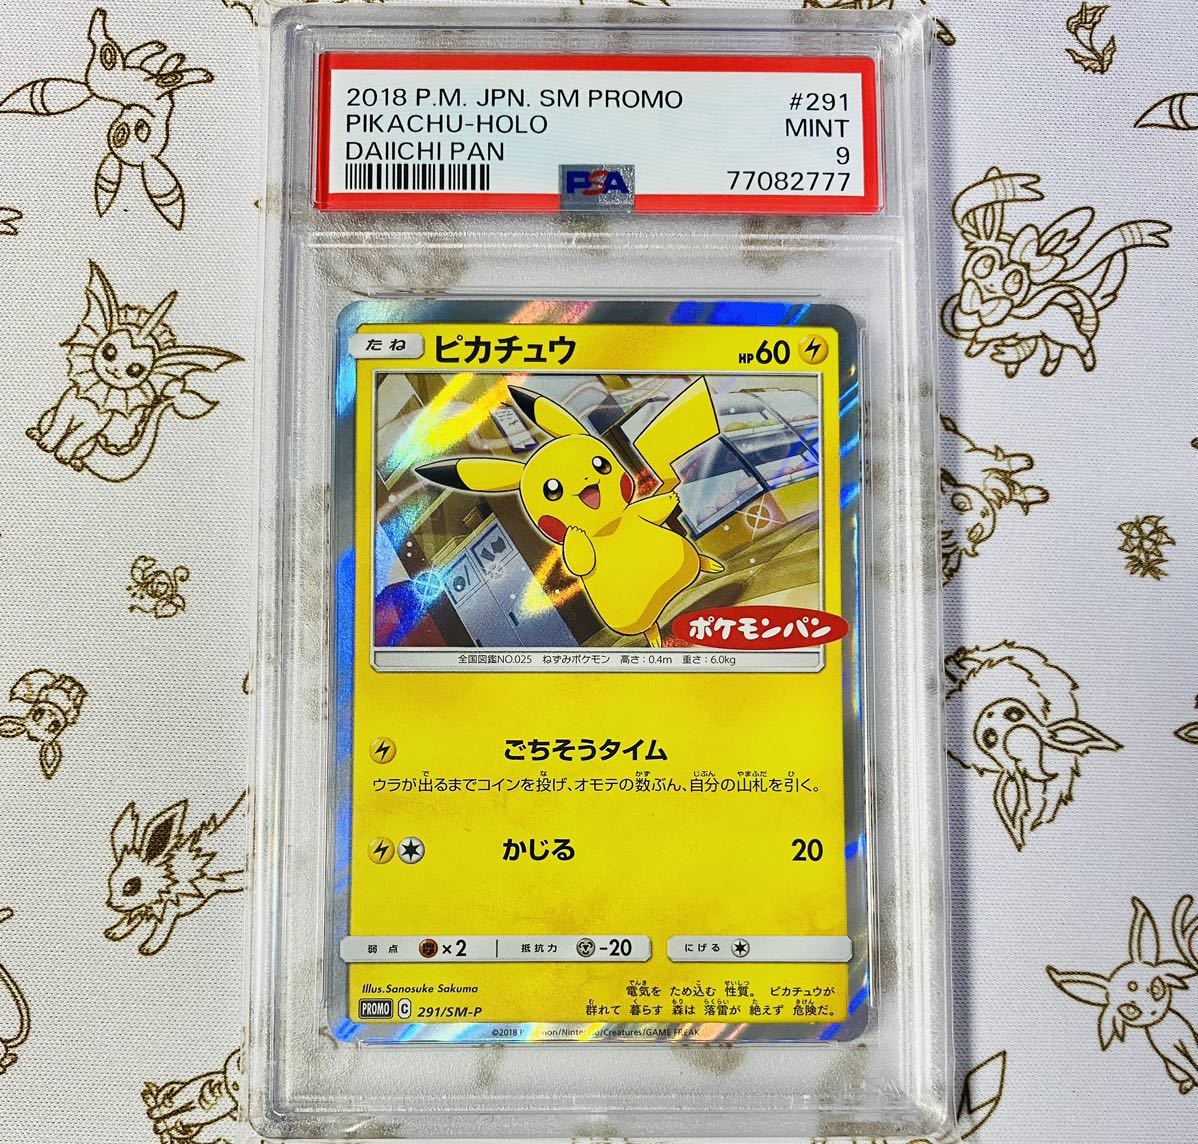 2018 P.M. JPN. SM PROMO #291
PIKACHU-HOLO MINT
DAIICHI PAN 9
PSA 77082777
たね ピカチュウ HP60
ポケモンパン
全国図鑑NO.025 ねずみポケモン 高さ:0.4m 重さ:6.0kg
ごちそうタイム
ウラが出るまでコインを投げ、オモテの数ぶん、自分の山札を引く。
かじる 20
弱点 ×2 抵抗力 -20 にげる
Illus.Sanosuke Sakuma
電気を ため込む 性質。 ピカチュウが
群れて 暮らす 森は 落雷が 絶えず 危険だ。
PROMO C 291/SM-P
©2018 Pokémon/Nintendo/Creatures/GAME FREAK